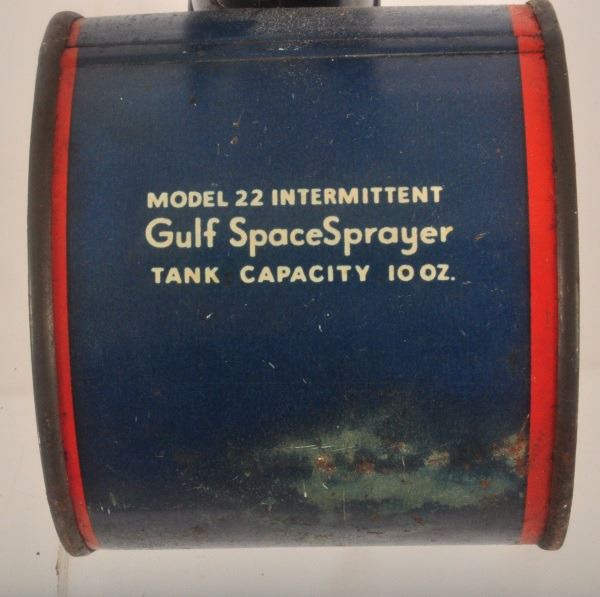 MODEL 22 INTERMITTENT
Gulf SpaceSprayer
TANK CAPACITY 10 OZ.